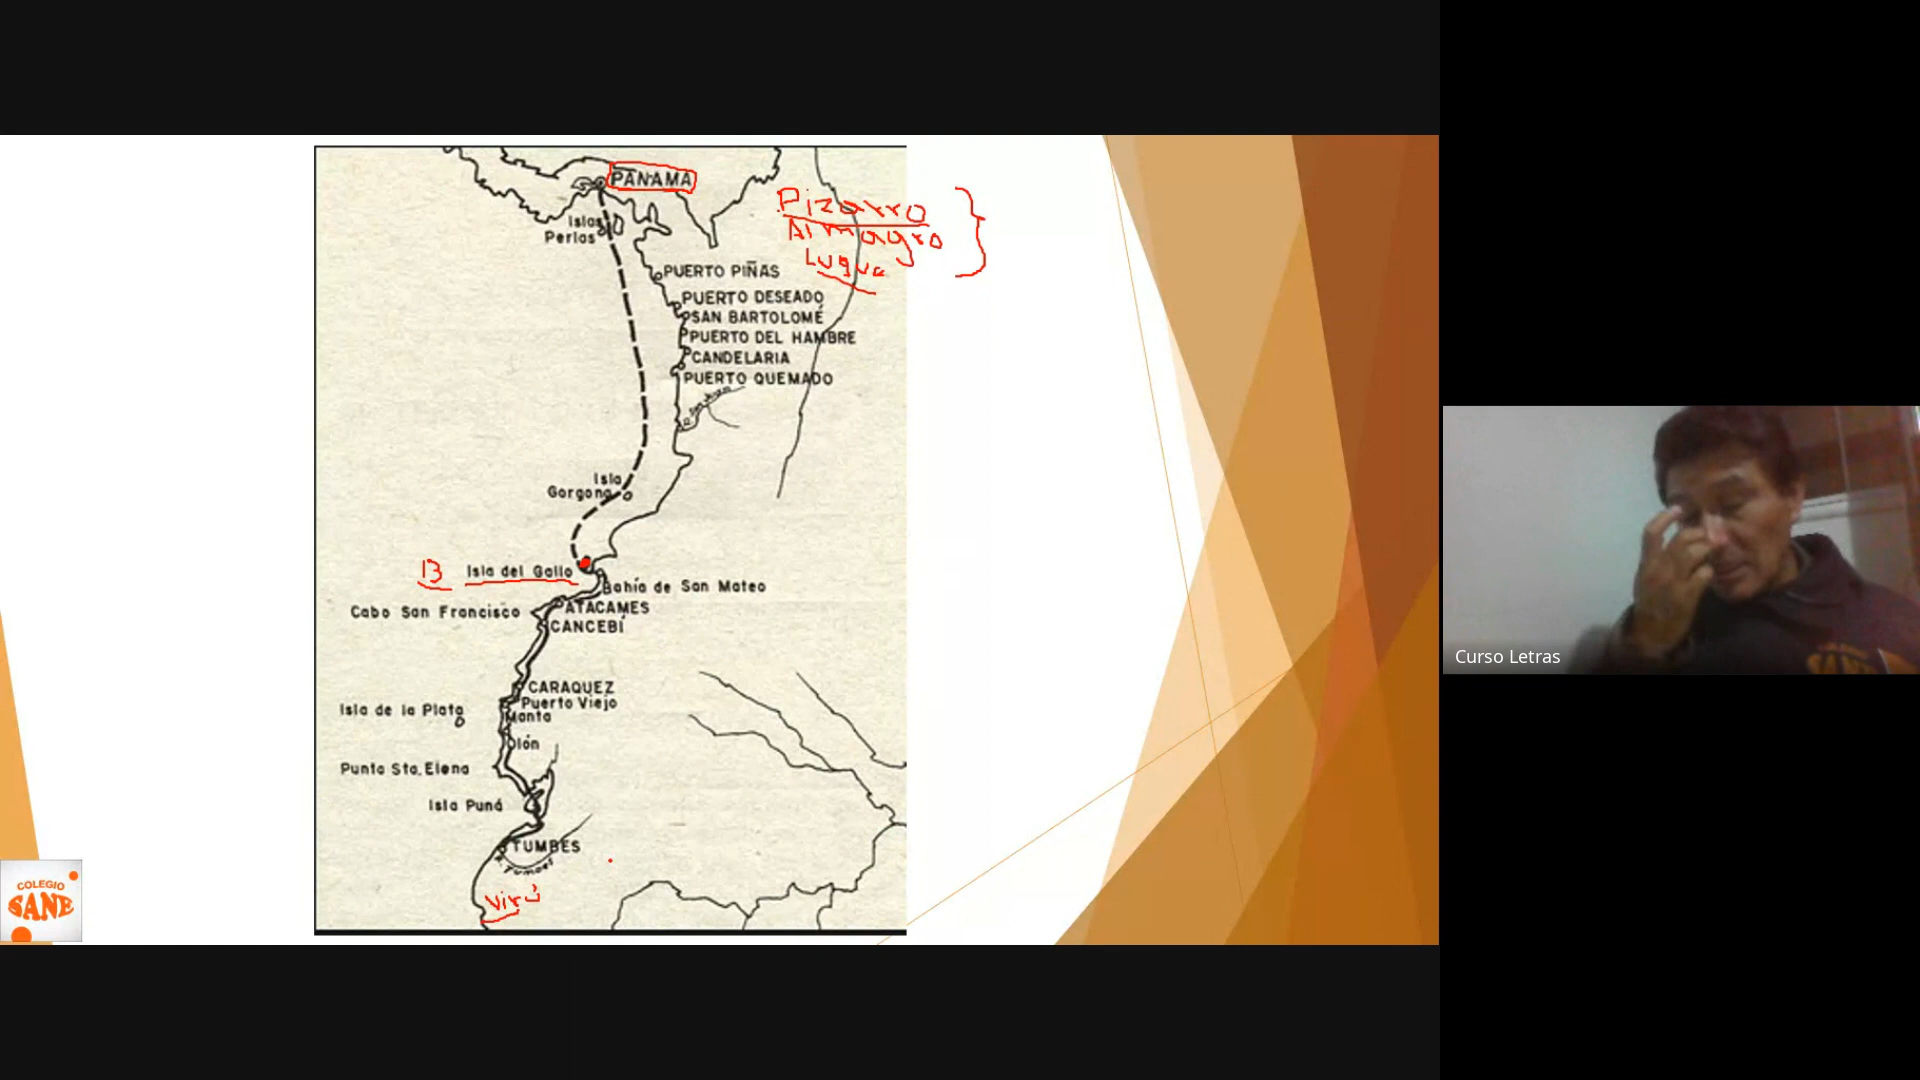 PANAMA
Pizarro
Islas
Perlas
Almagro
Luque
PUERTO PIÑAS
PUERTO DESEADO
SAN BARTOLOMÉ
PUERTO DEL HAMBRE
CANDELARIA
PUERTO QUEMADO
Isla
Gorgona
13 Isla del Gallo
Bahía de San Mateo
ATACAMES
Cabo San Francisco
CANCEBÍ
CARAQUEZ
Puerto Viejo
Isla de la Plata
Manta
Olón
Punta Sta. Elena
Isla Puná
TUMBES
R. Tumbes
Virú
COLEGIO
SANE
Curso Letras